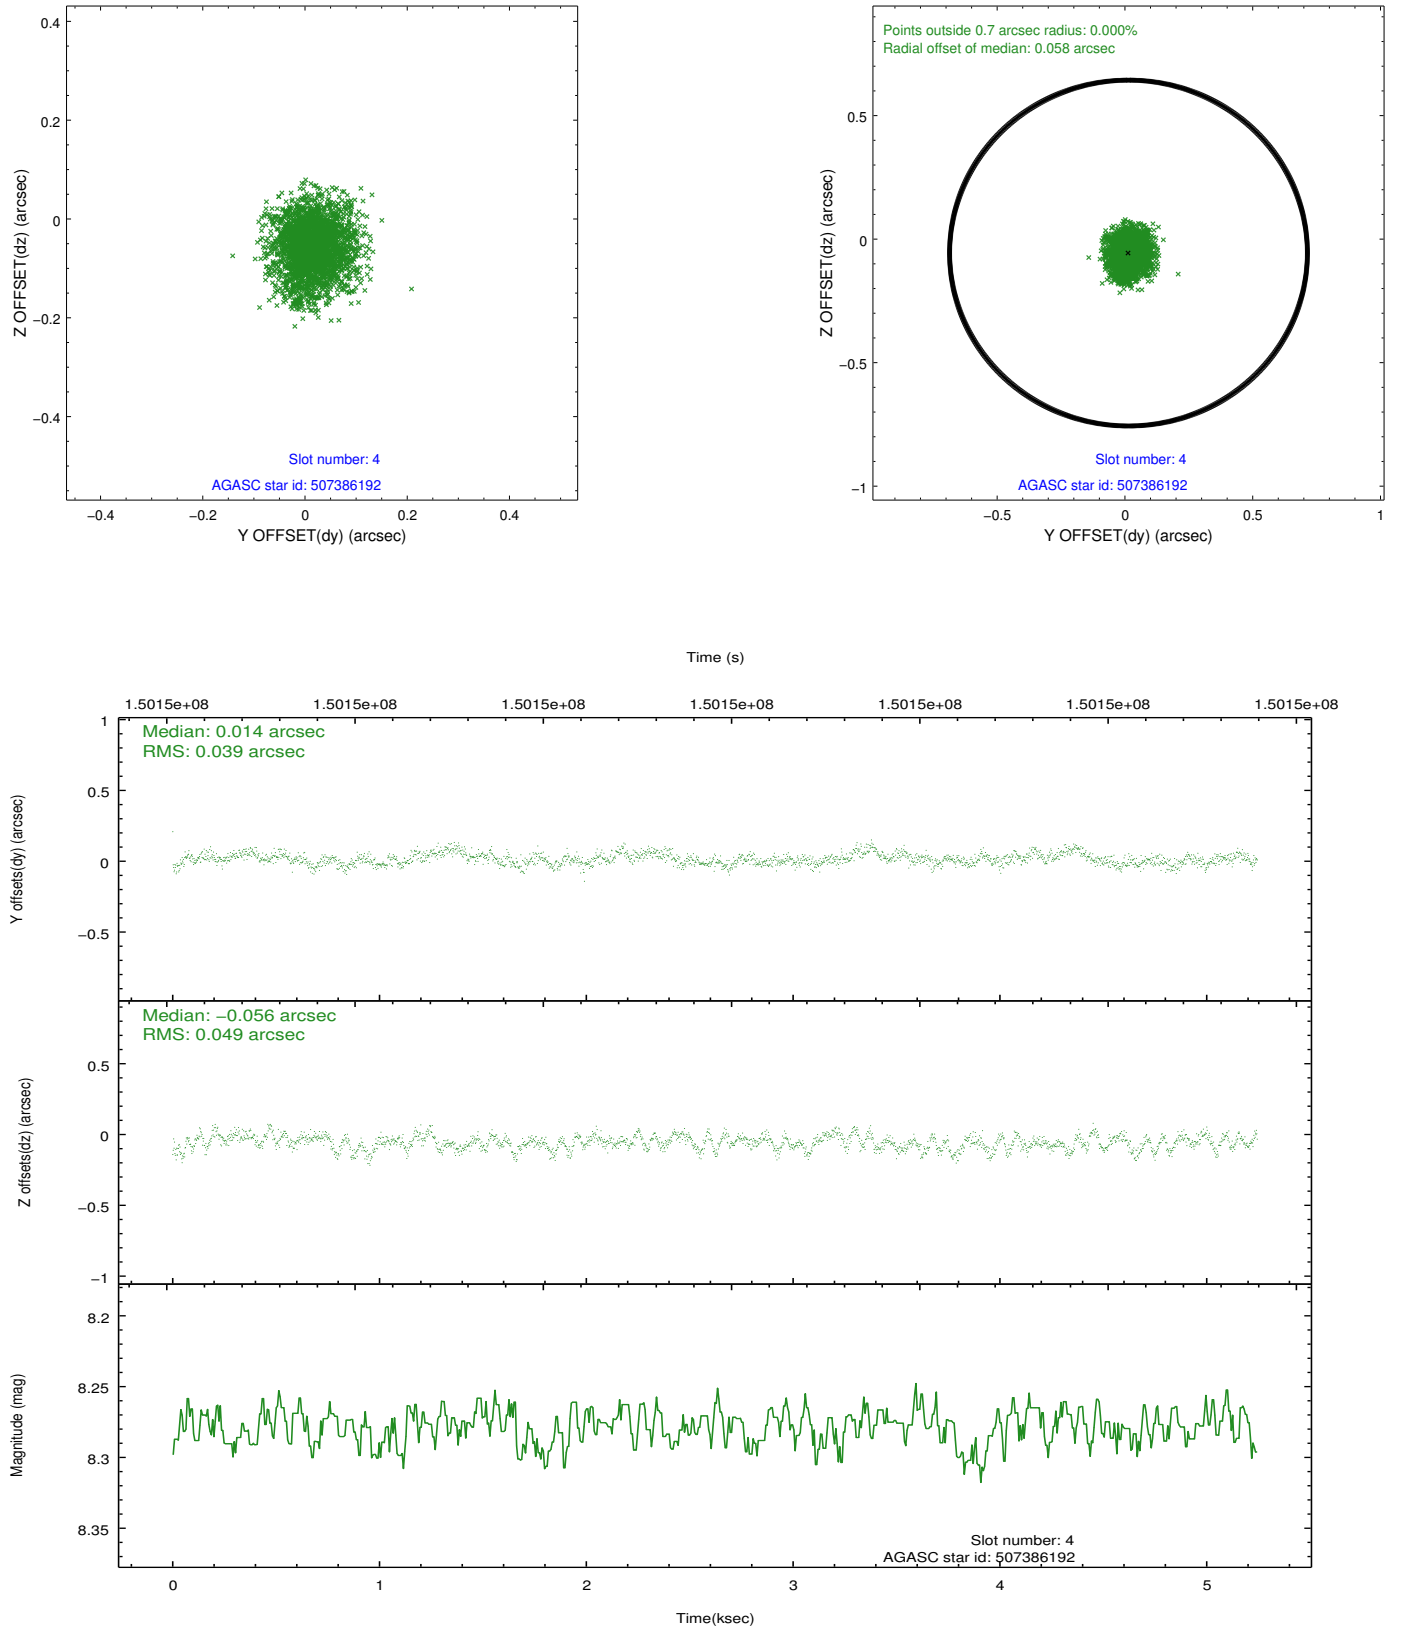 0.4
0.2
0
−0.2
−0.4
Z OFFSET(dz) (arcsec)
Slot number: 4
AGASC star id: 507386192
−0.4 −0.2 0 0.2 0.4
Y OFFSET(dy) (arcsec)
Points outside 0.7 arcsec radius: 0.000%
Radial offset of median: 0.058 arcsec
0.5
0
−0.5
−1
Z OFFSET(dz) (arcsec)
Slot number: 4
AGASC star id: 507386192
−0.5 0 0.5 1
Y OFFSET(dy) (arcsec)
Time (s)
1.5015e+08 1.5015e+08 1.5015e+08 1.5015e+08 1.5015e+08 1.5015e+08 1.5015e+08
Median: 0.014 arcsec
RMS: 0.039 arcsec
1
0.5
0
−0.5
Y offsets(dy) (arcsec)
Median: −0.056 arcsec
RMS: 0.049 arcsec
0.5
0
−0.5
−1
Z offsets(dz) (arcsec)
8.2
8.25
8.3
8.35
Magnitude (mag)
Slot number: 4
AGASC star id: 507386192
0 1 2 3 4 5
Time(ksec)